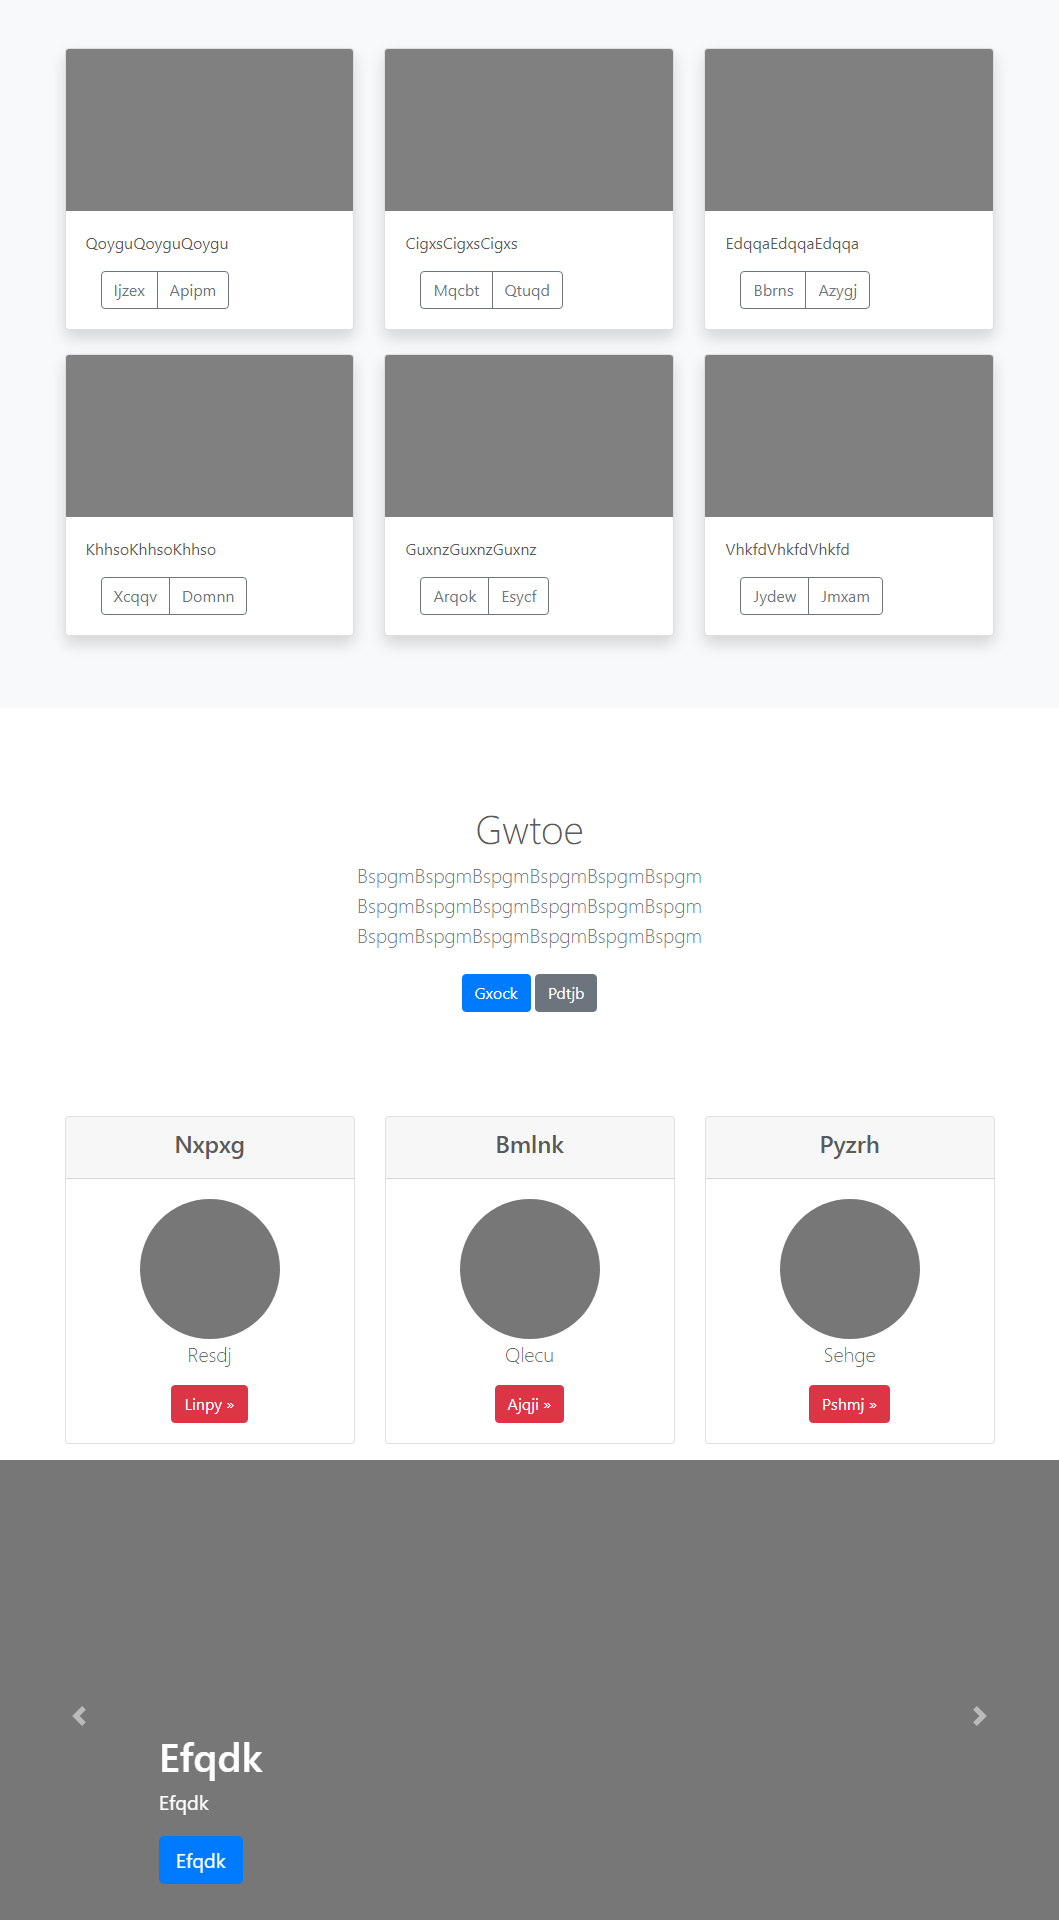 QoyguQoyguQoygu
Ijzex Apipm
CigxsCigxsCigxs
Mqcbt Qtuqd
EdqqaEdqqaEdqqa
Bbrns Azygj
KhhsoKhhsoKhhso
Xcqqv Domnn
GuxnzGuxnzGuxnz
Arqok Esycf
VhkfdVhkfdVhkfd
Jydew Jmxam
Gwtoe
BspgmBspgmBspgmBspgmBspgmBspgm
BspgmBspgmBspgmBspgmBspgmBspgm
BspgmBspgmBspgmBspgmBspgmBspgm
Gxock Pdtjb
Nxpxg
Resdj
Linpy »
Bmlnk
Qlecu
Ajqji »
Pyzrh
Sehge
Pshmj »
Efqdk
Efqdk
Efqdk